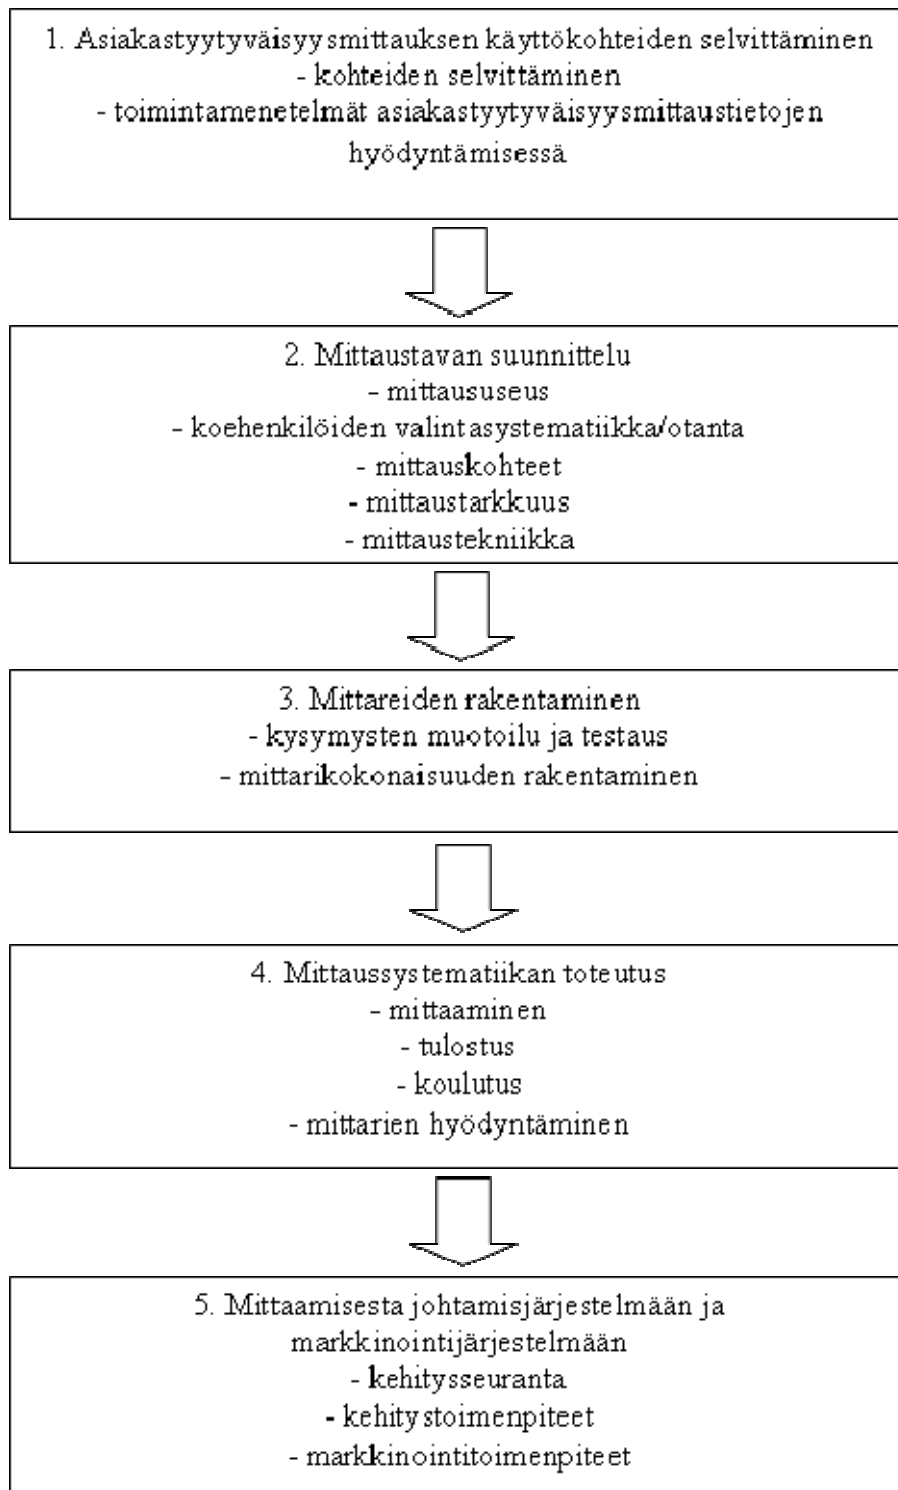 1. Asiakastyytyväisyysmittauksen käyttökohteiden selvittäminen
- kohteiden selvittäminen
- toimintamenetelmät asiakastyytyväisyysmittaustietojen
hyödyntämisessä
2. Mittaustavan suunnittelu
- mittaususeus
- koehenkilöiden valintasystematiikka/otanta
- mittauskohteet
- mittaustarkkuus
- mittaustekniikka
3. Mittareiden rakentaminen
- kysymysten muotoilu ja testaus
- mittarikokonaisuuden rakentaminen
4. Mittaussystematiikan toteutus
- mittaaminen
- tulostus
- koulutus
- mittarien hyödyntäminen
5. Mittaamisesta johtamisjärjestelmään ja
markkinointijärjestelmään
- kehitysseuranta
- kehitystoimenpiteet
- markkinointitoimenpiteet